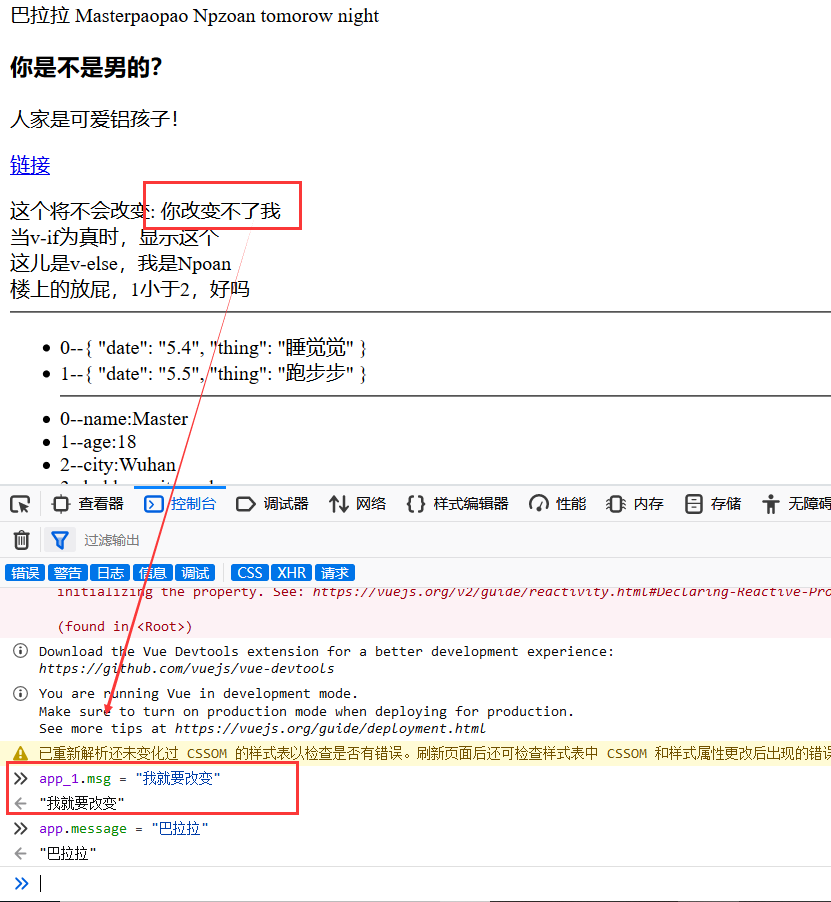 巴拉拉 Masterpaopao Npzoan tomorow night
你是不是男的?
人家是可爱铝孩子!
链接
这个将不会改变: 你改变不了我
当v-if为真时，显示这个
这儿是v-else，我是Npoan
楼上的放屁，1小于2，好吗
0--{ "date": "5.4", "thing": "睡觉觉" }
1--{ "date": "5.5", "thing": "跑步步" }
0--name:Master
1--age:18
2--city:Wuhan
查看器 控制台 调试器 网络 样式编辑器 性能 内存 存储 无障碍
过滤输出
错误 警告 日志 信息 调试 CSS XHR 请求
initializing the property. See: https://vuejs.org/v2/guide/reactivity.html#Declaring-Reactive-Pro
(found in <Root>)
Download the Vue Devtools extension for a better development experience:
https://github.com/vuejs/vue-devtools
You are running Vue in development mode.
Make sure to turn on production mode when deploying for production.
See more tips at https://vuejs.org/guide/deployment.html
已重新解析还未变化过 CSSOM 的样式表以检查是否有错误。刷新页面后还可检查样式表中 CSSOM 和样式属性更改后出现的错误
>> app_1.msg = "我就要改变"
← "我就要改变"
>> app.message = "巴拉拉"
← "巴拉拉"
>>